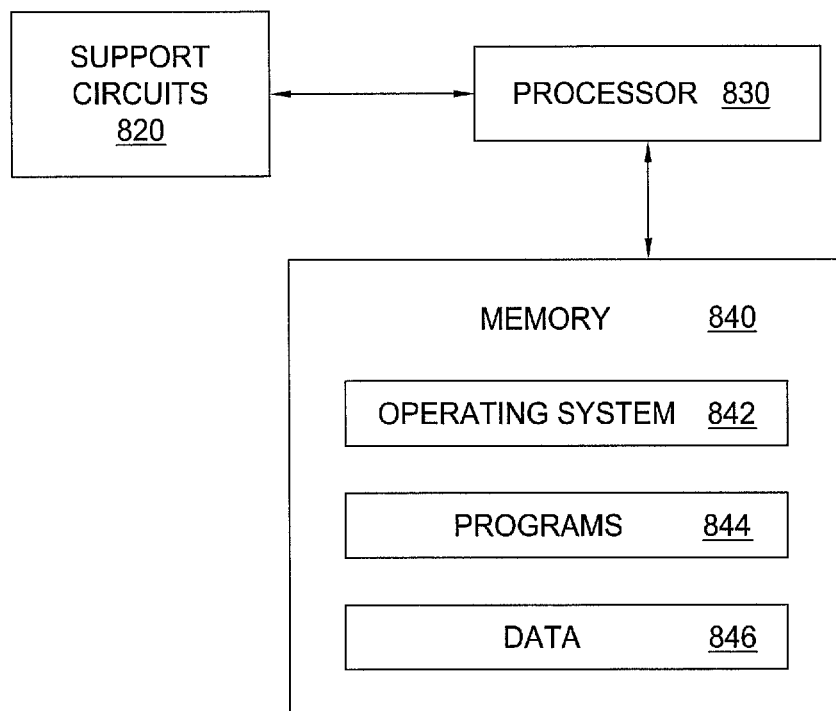 SUPPORT
CIRCUITS
820
PROCESSOR 830
MEMORY 840
OPERATING SYSTEM 842
PROGRAMS 844
DATA 846